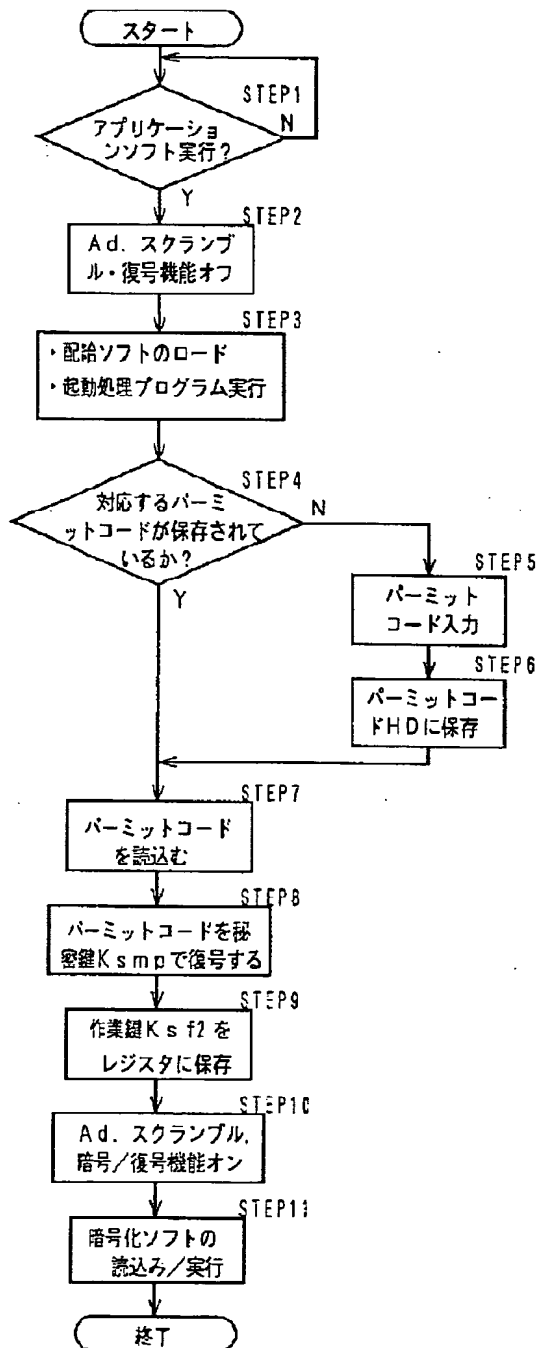 スタート
STEP1
アプリケーショ
ンソフト実行?
N
Y
STEP2
Ad. スクランブ
ル・復号機能オフ
STEP3
・配給ソフトのロード
・起動処理プログラム実行
STEP4
対応するパーミ
ットコードが保存されて
いるか?
N
Y
STEP5
パーミット
コード入力
STEP6
パーミットコー
ドHDに保存
STEP7
パーミットコード
を読込む
STEP8
パーミットコードを秘
密鍵Ksmpで復号する
STEP9
作業鍵Ksf2を
レジスタに保存
STEP10
Ad. スクランブル,
暗号/復号機能オン
STEP11
暗号化ソフトの
読込み/実行
終了